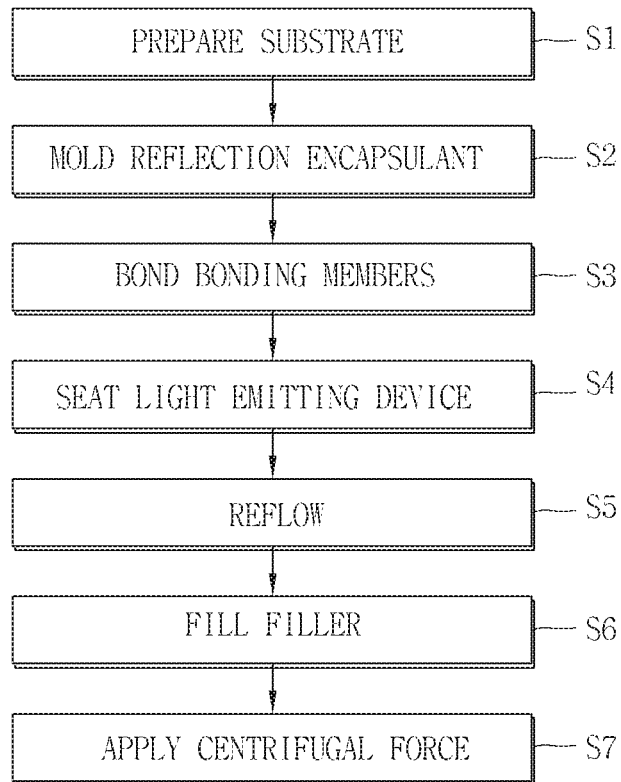 PREPARE SUBSTRATE S1
MOLD REFLECTION ENCAPSULANT S2
BOND BONDING MEMBERS S3
SEAT LIGHT EMITTING DEVICE S4
REFLOW S5
FILL FILLER S6
APPLY CENTRIFUGAL FORCE S7